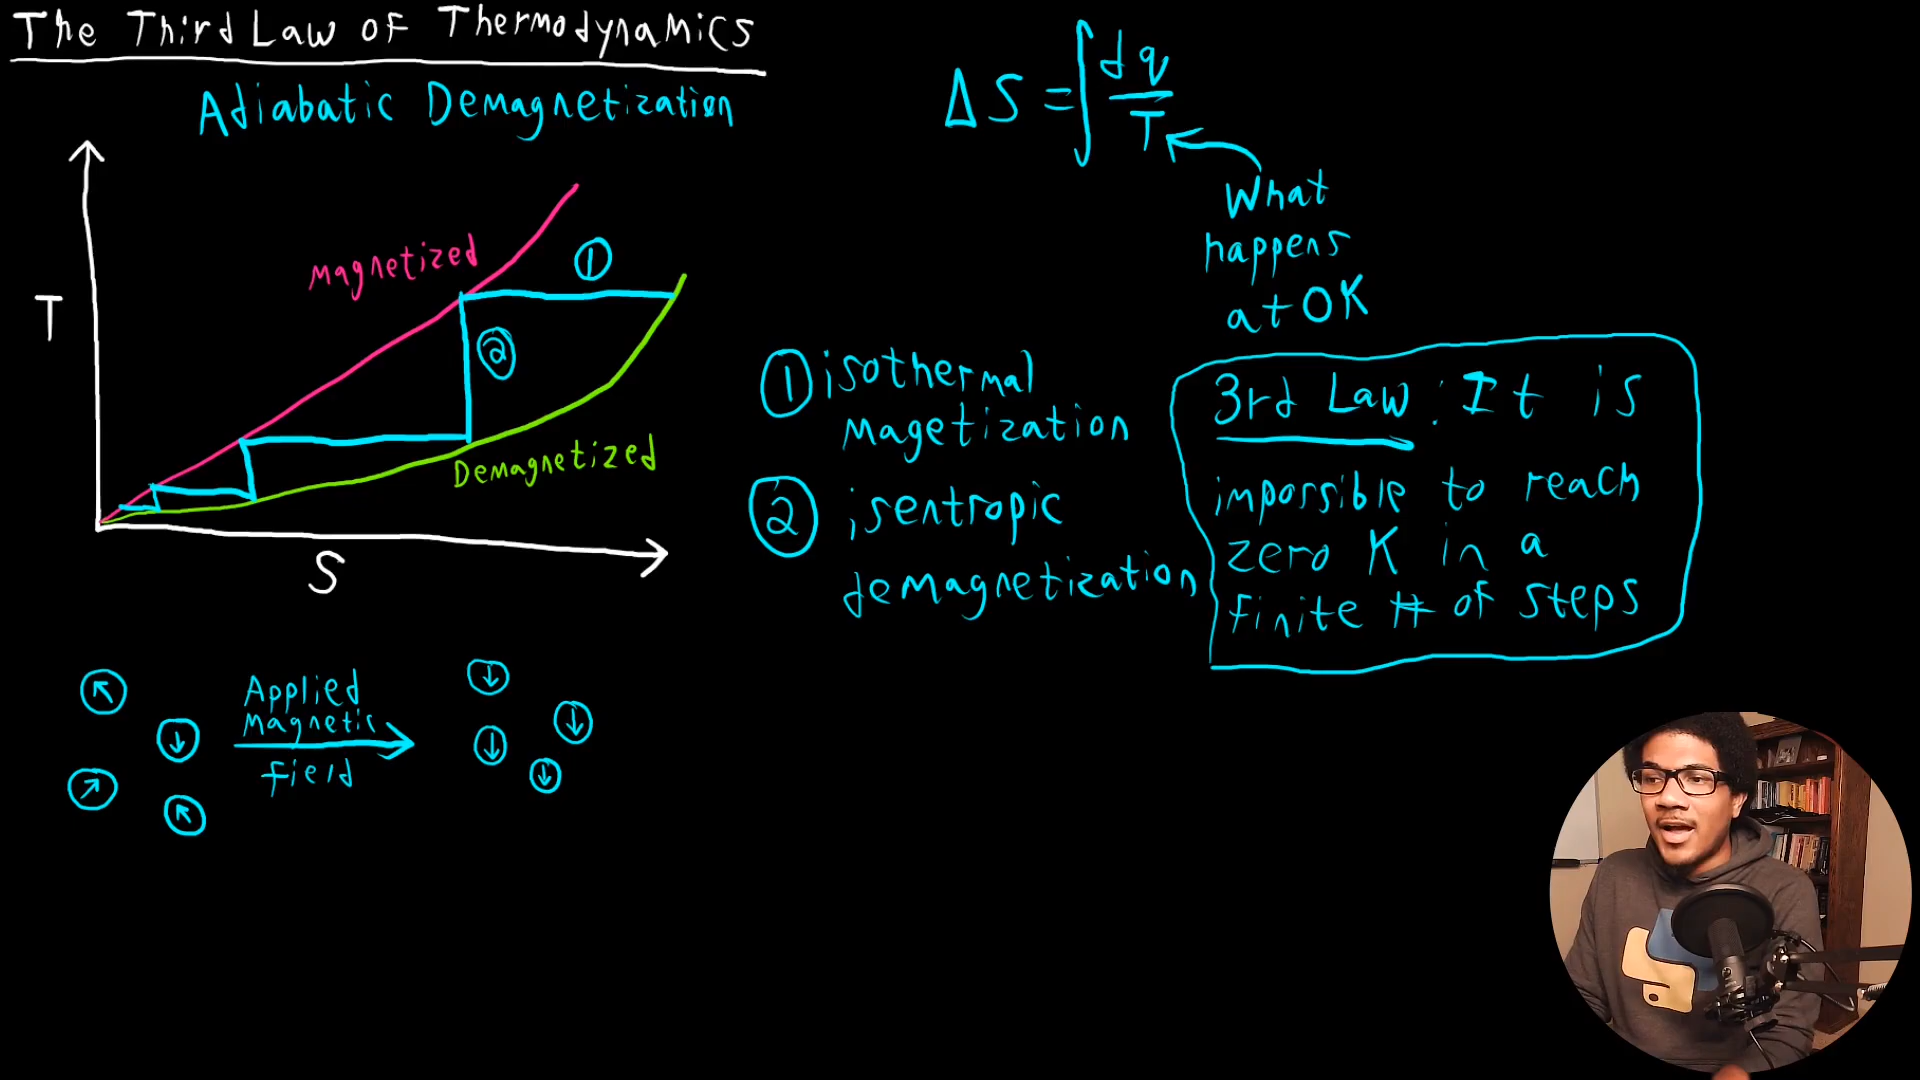 The Third Law of Thermodynamics
Adiabatic Demagnetization
ΔS = ∫ dq
T
What
happens
at 0K
T
Magnetized
①
②
Demagnetized
S
① isothermal
magetization
② isentropic
demagnetization
3rd Law: It is
impossible to reach
zero K in a
finite # of steps
Applied
Magnetic
field